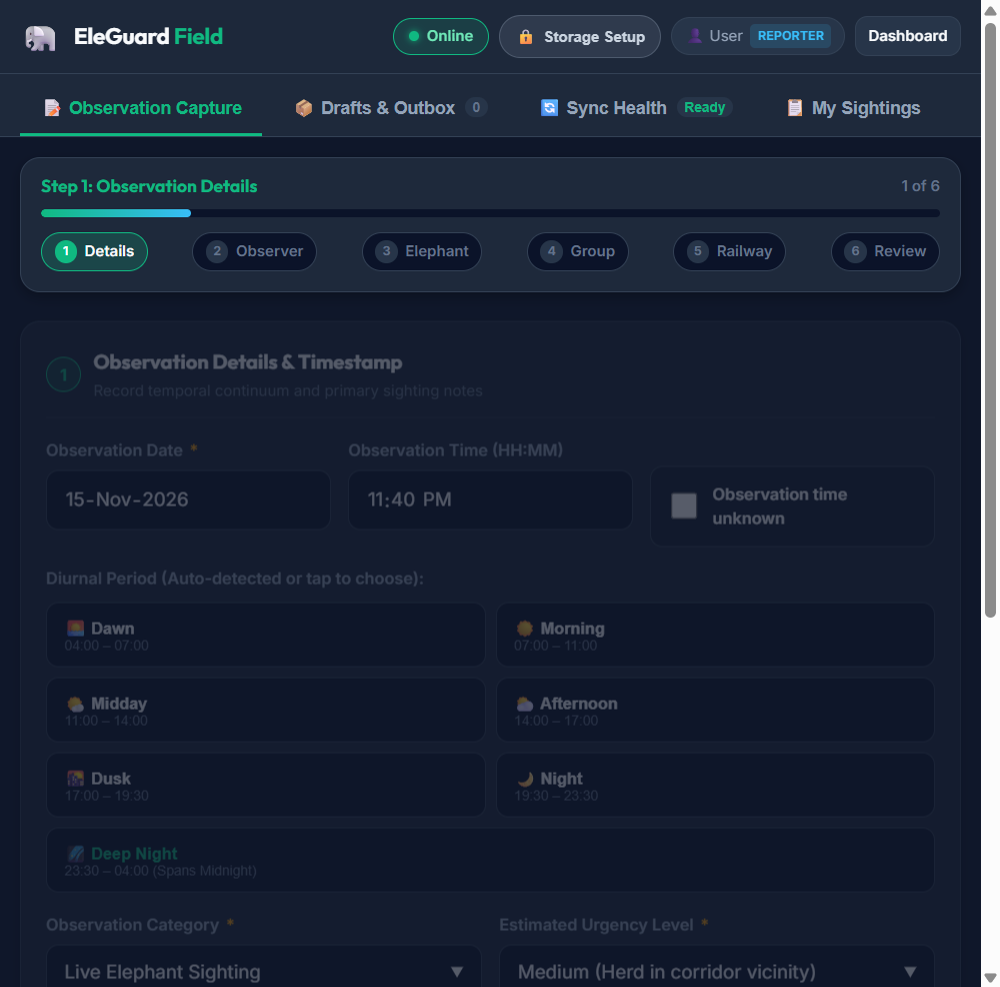 EleGuard Field
Online
Storage Setup
User REPORTER
Dashboard
Observation Capture
Drafts & Outbox 0
Sync Health Ready
My Sightings
Step 1: Observation Details
1 of 6
1 Details
2 Observer
3 Elephant
4 Group
5 Railway
6 Review
1
Observation Details & Timestamp
Record temporal continuum and primary sighting notes
Observation Date *
Observation Time (HH:MM)
15-Nov-2026
11:40 PM
Observation time
unknown
Diurnal Period (Auto-detected or tap to choose):
Dawn
04:00 – 07:00
Morning
07:00 – 11:00
Midday
11:00 – 14:00
Afternoon
14:00 – 17:00
Dusk
17:00 – 19:30
Night
19:30 – 23:30
Deep Night
23:30 – 04:00 (Spans Midnight)
Observation Category *
Estimated Urgency Level *
Live Elephant Sighting
Medium (Herd in corridor vicinity)